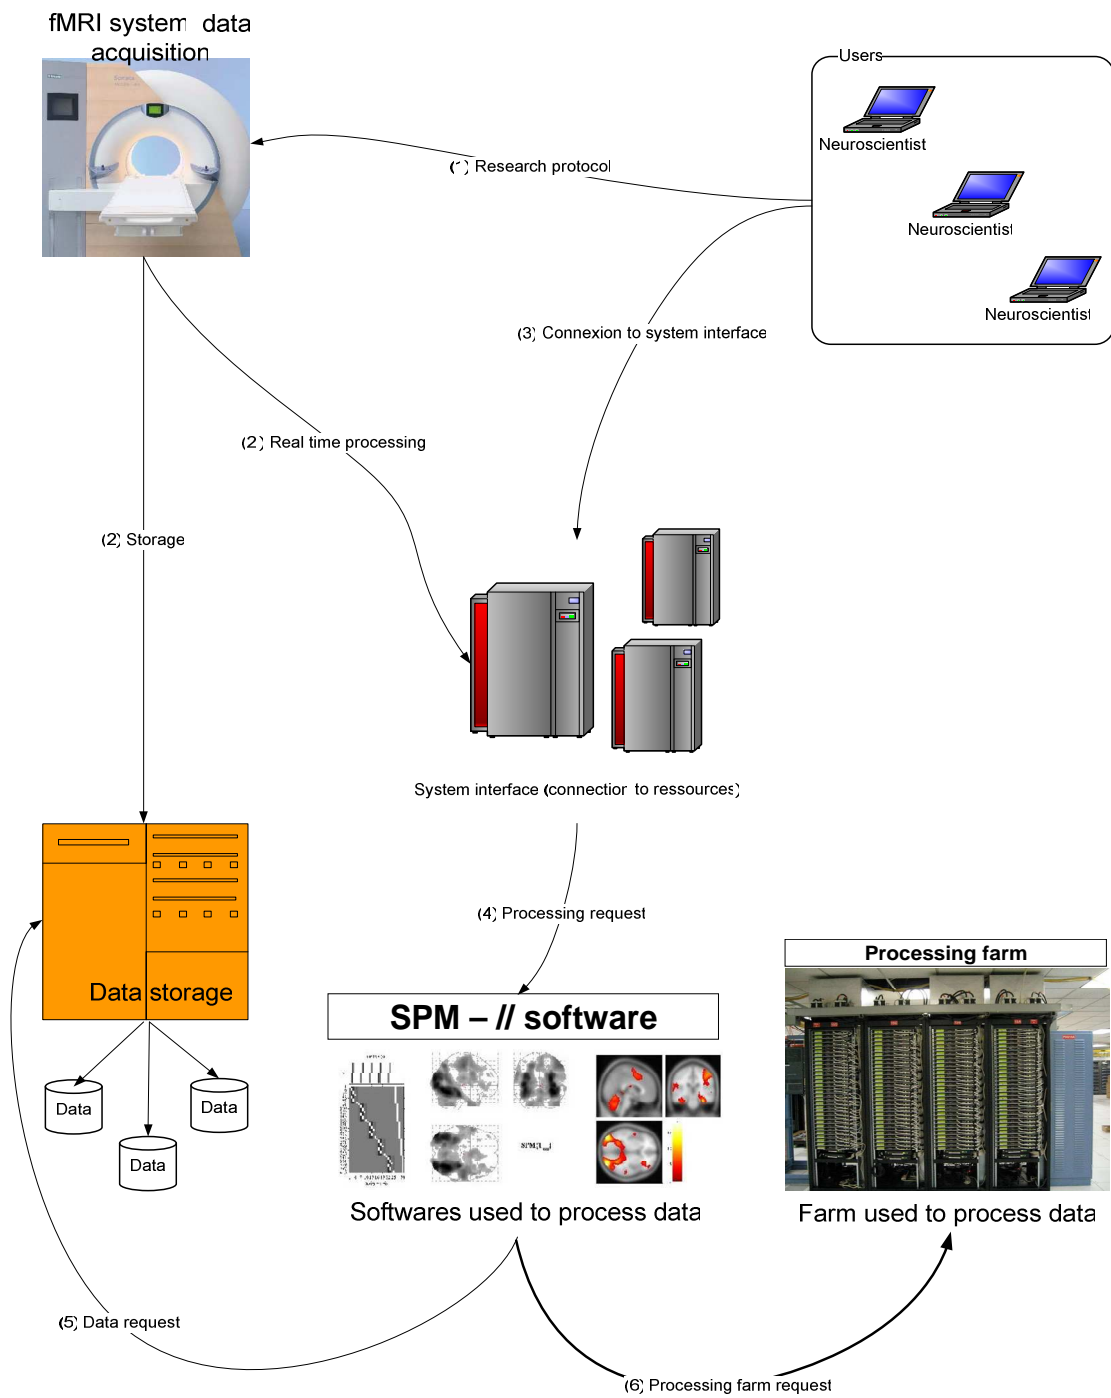 fMRI system data
acquisition
Users
Neuroscientist
Neuroscientist
Neuroscientist
(1) Research protocol
(3) Connexion to system interface
(2) Real time processing
(2) Storage
System interface (connection to ressources)
(4) Processing request
Data storage
Data
Data
Data
SPM – // software
Softwares used to process data
Processing farm
Farm used to process data
(5) Data request
(6) Processing farm request